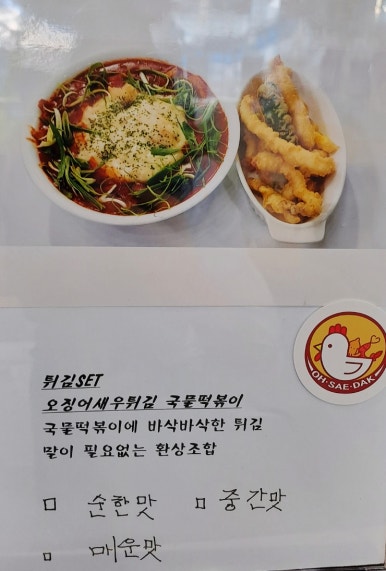 튀김SET
오징어새우튀김 국물떡볶이
국물떡볶이에 바삭바삭한 튀김
말이 필요없는 환상조합
OH·SAE·DAK
□ 순한맛 □ 중간맛
□ 매운맛